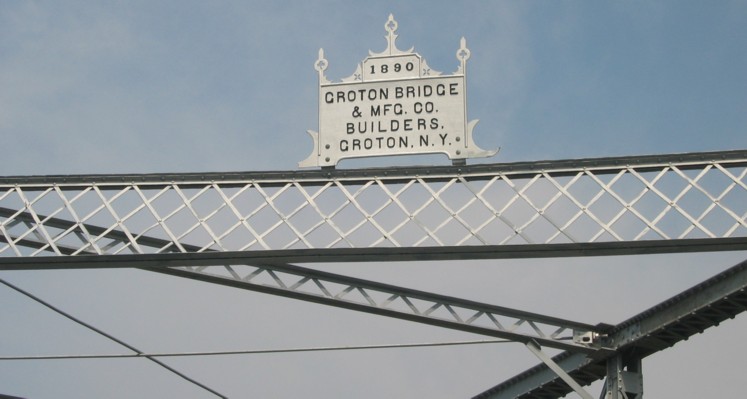 1890
GROTON BRIDGE
& MFG. CO.
BUILDERS,
GROTON, N.Y.